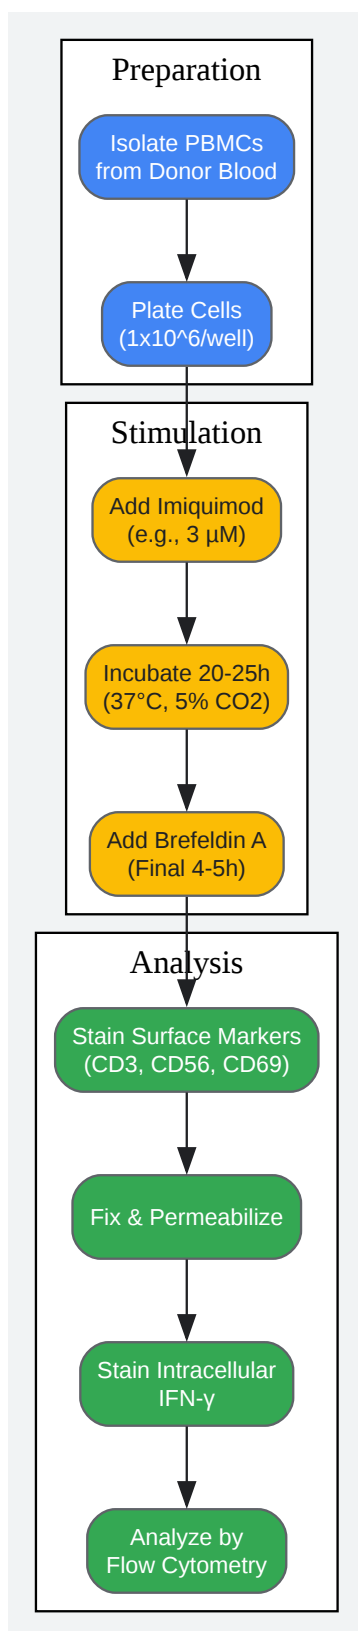 Preparation
Isolate PBMCs
from Donor Blood
Plate Cells
(1x10^6/well)
Stimulation
Add Imiquimod
(e.g., 3 µM)
Incubate 20-25h
(37°C, 5% CO2)
Add Brefeldin A
(Final 4-5h)
Analysis
Stain Surface Markers
(CD3, CD56, CD69)
Fix & Permeabilize
Stain Intracellular
IFN-γ
Analyze by
Flow Cytometry